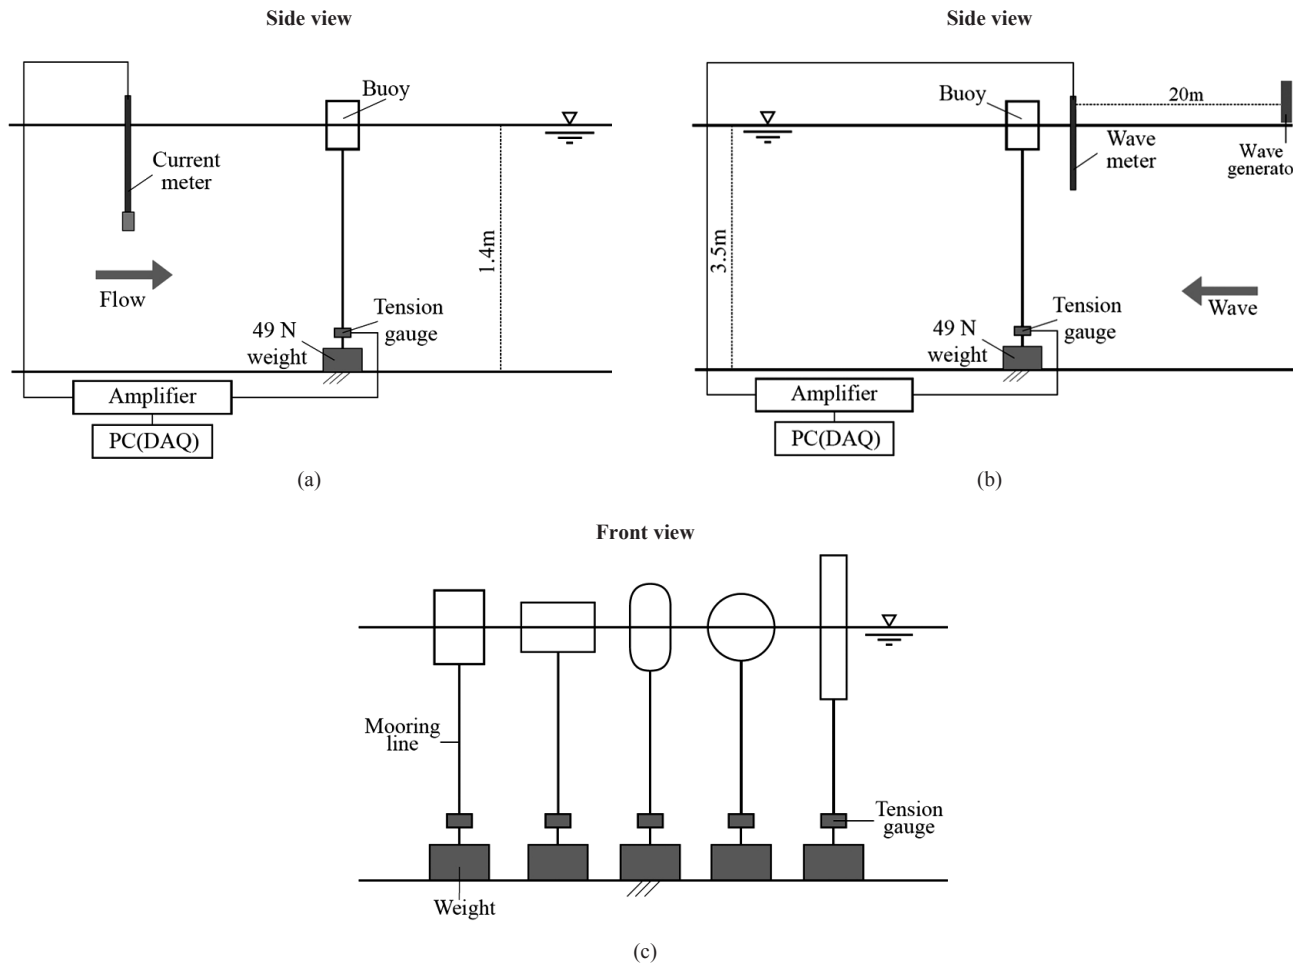 Side view
Buoy
Current
meter
1.4m
Flow
Tension
gauge
49 N
weight
Amplifier
PC(DAQ)
(a)
Side view
20m
Buoy
Wave
meter
Wave
generato
3.5m
Wave
Tension
gauge
49 N
weight
Amplifier
PC(DAQ)
(b)
Front view
Mooring
line
Tension
gauge
Weight
(c)